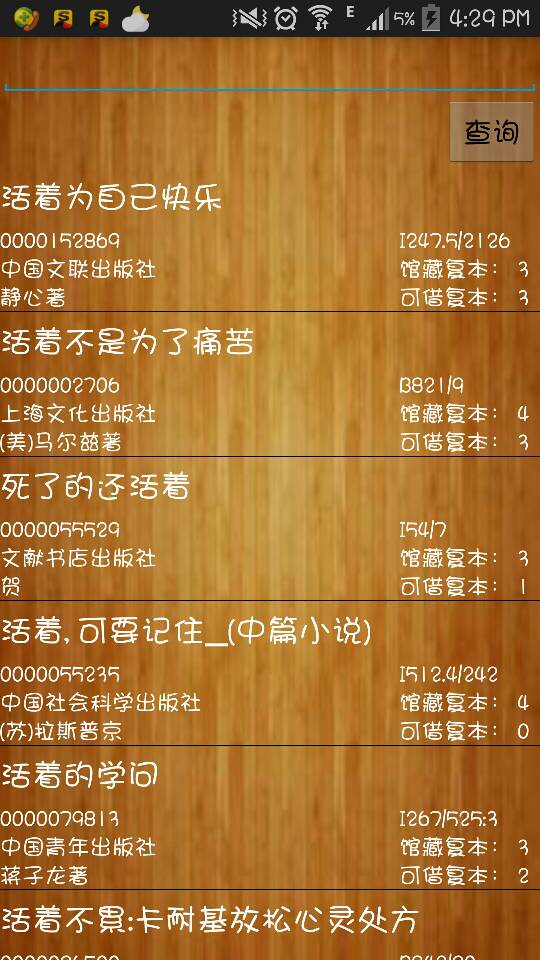 E 5% 4:29 PM
查询
活着为自己快乐
0000152869 I247.5/2126
中国文联出版社 馆藏复本: 3
静心著 可借复本: 3
活着不是为了痛苦
0000002706 B821/9
上海文化出版社 馆藏复本: 4
(美)马尔兹著 可借复本: 3
死了的还活着
0000055529 I54/7
文献书店出版社 馆藏复本: 3
贺 可借复本: 1
活着,可要记住_(中篇小说)
0000055235 I512.4/242
中国社会科学出版社 馆藏复本: 4
(苏)拉斯普京 可借复本: 0
活着的学问
0000079813 I267/525:3
中国青年出版社 馆藏复本: 3
蒋子龙著 可借复本: 2
活着不累:卡耐基放松心灵处方